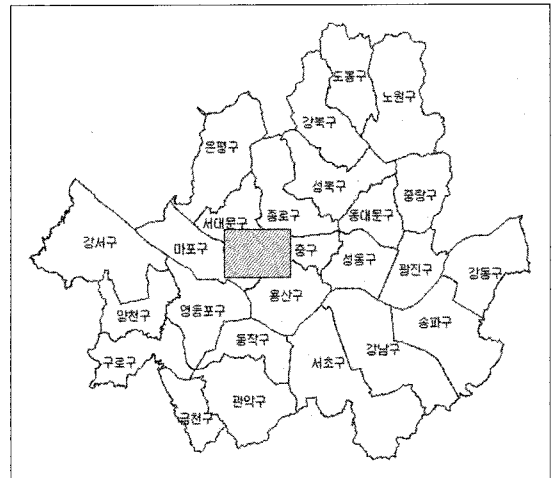 도봉구
노원구
강북구
은평구
성북구
중랑구
종로구
동대문구
서대문구
강서구
마포구
중구
성동구
광진구
강동구
용산구
양천구
영등포구
송파구
동작구
강남구
구로구
서초구
관악구
금천구